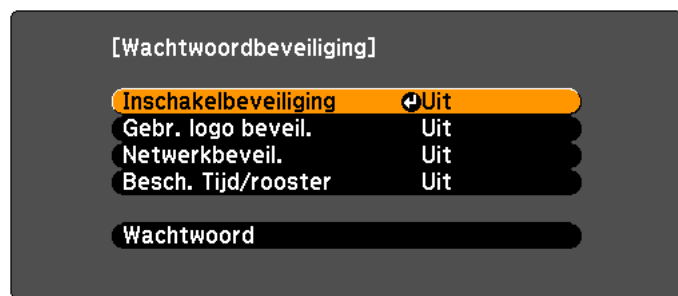 [Wachtwoordbeveiliging]
Inschakelbeveiliging Uit
Gebr. logo beveil. Uit
Netwerkbeveil. Uit
Besch. Tijd/rooster Uit
Wachtwoord